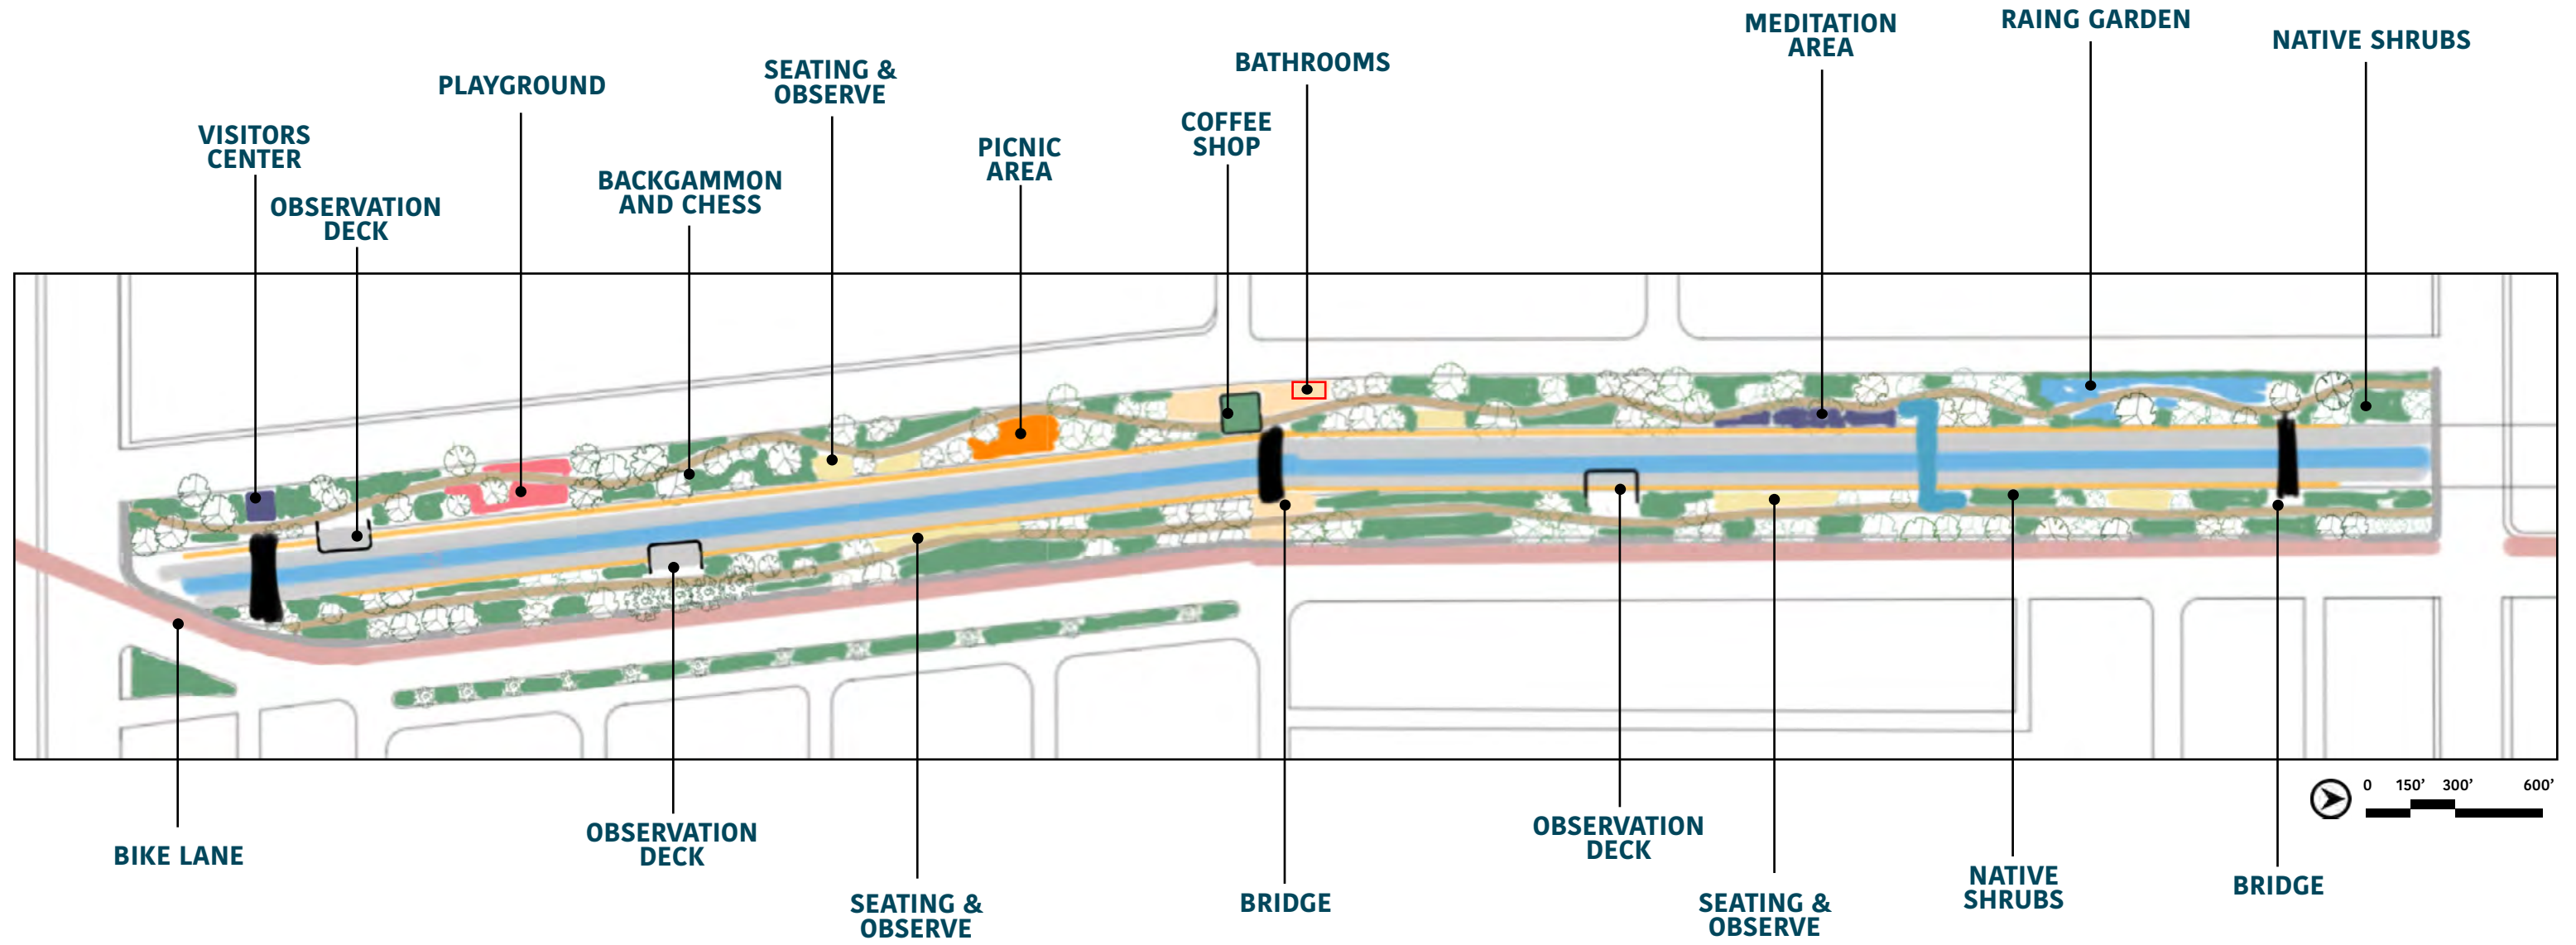 MEDITATION
AREA
RAING GARDEN
NATIVE SHRUBS
BATHROOMS
SEATING &
OBSERVE
PLAYGROUND
COFFEE
SHOP
VISITORS
CENTER
PICNIC
AREA
BACKGAMMON
AND CHESS
OBSERVATION
DECK
0 150’ 300’ 600’
BIKE LANE
OBSERVATION
DECK
SEATING &
OBSERVE
BRIDGE
OBSERVATION
DECK
SEATING &
OBSERVE
NATIVE
SHRUBS
BRIDGE